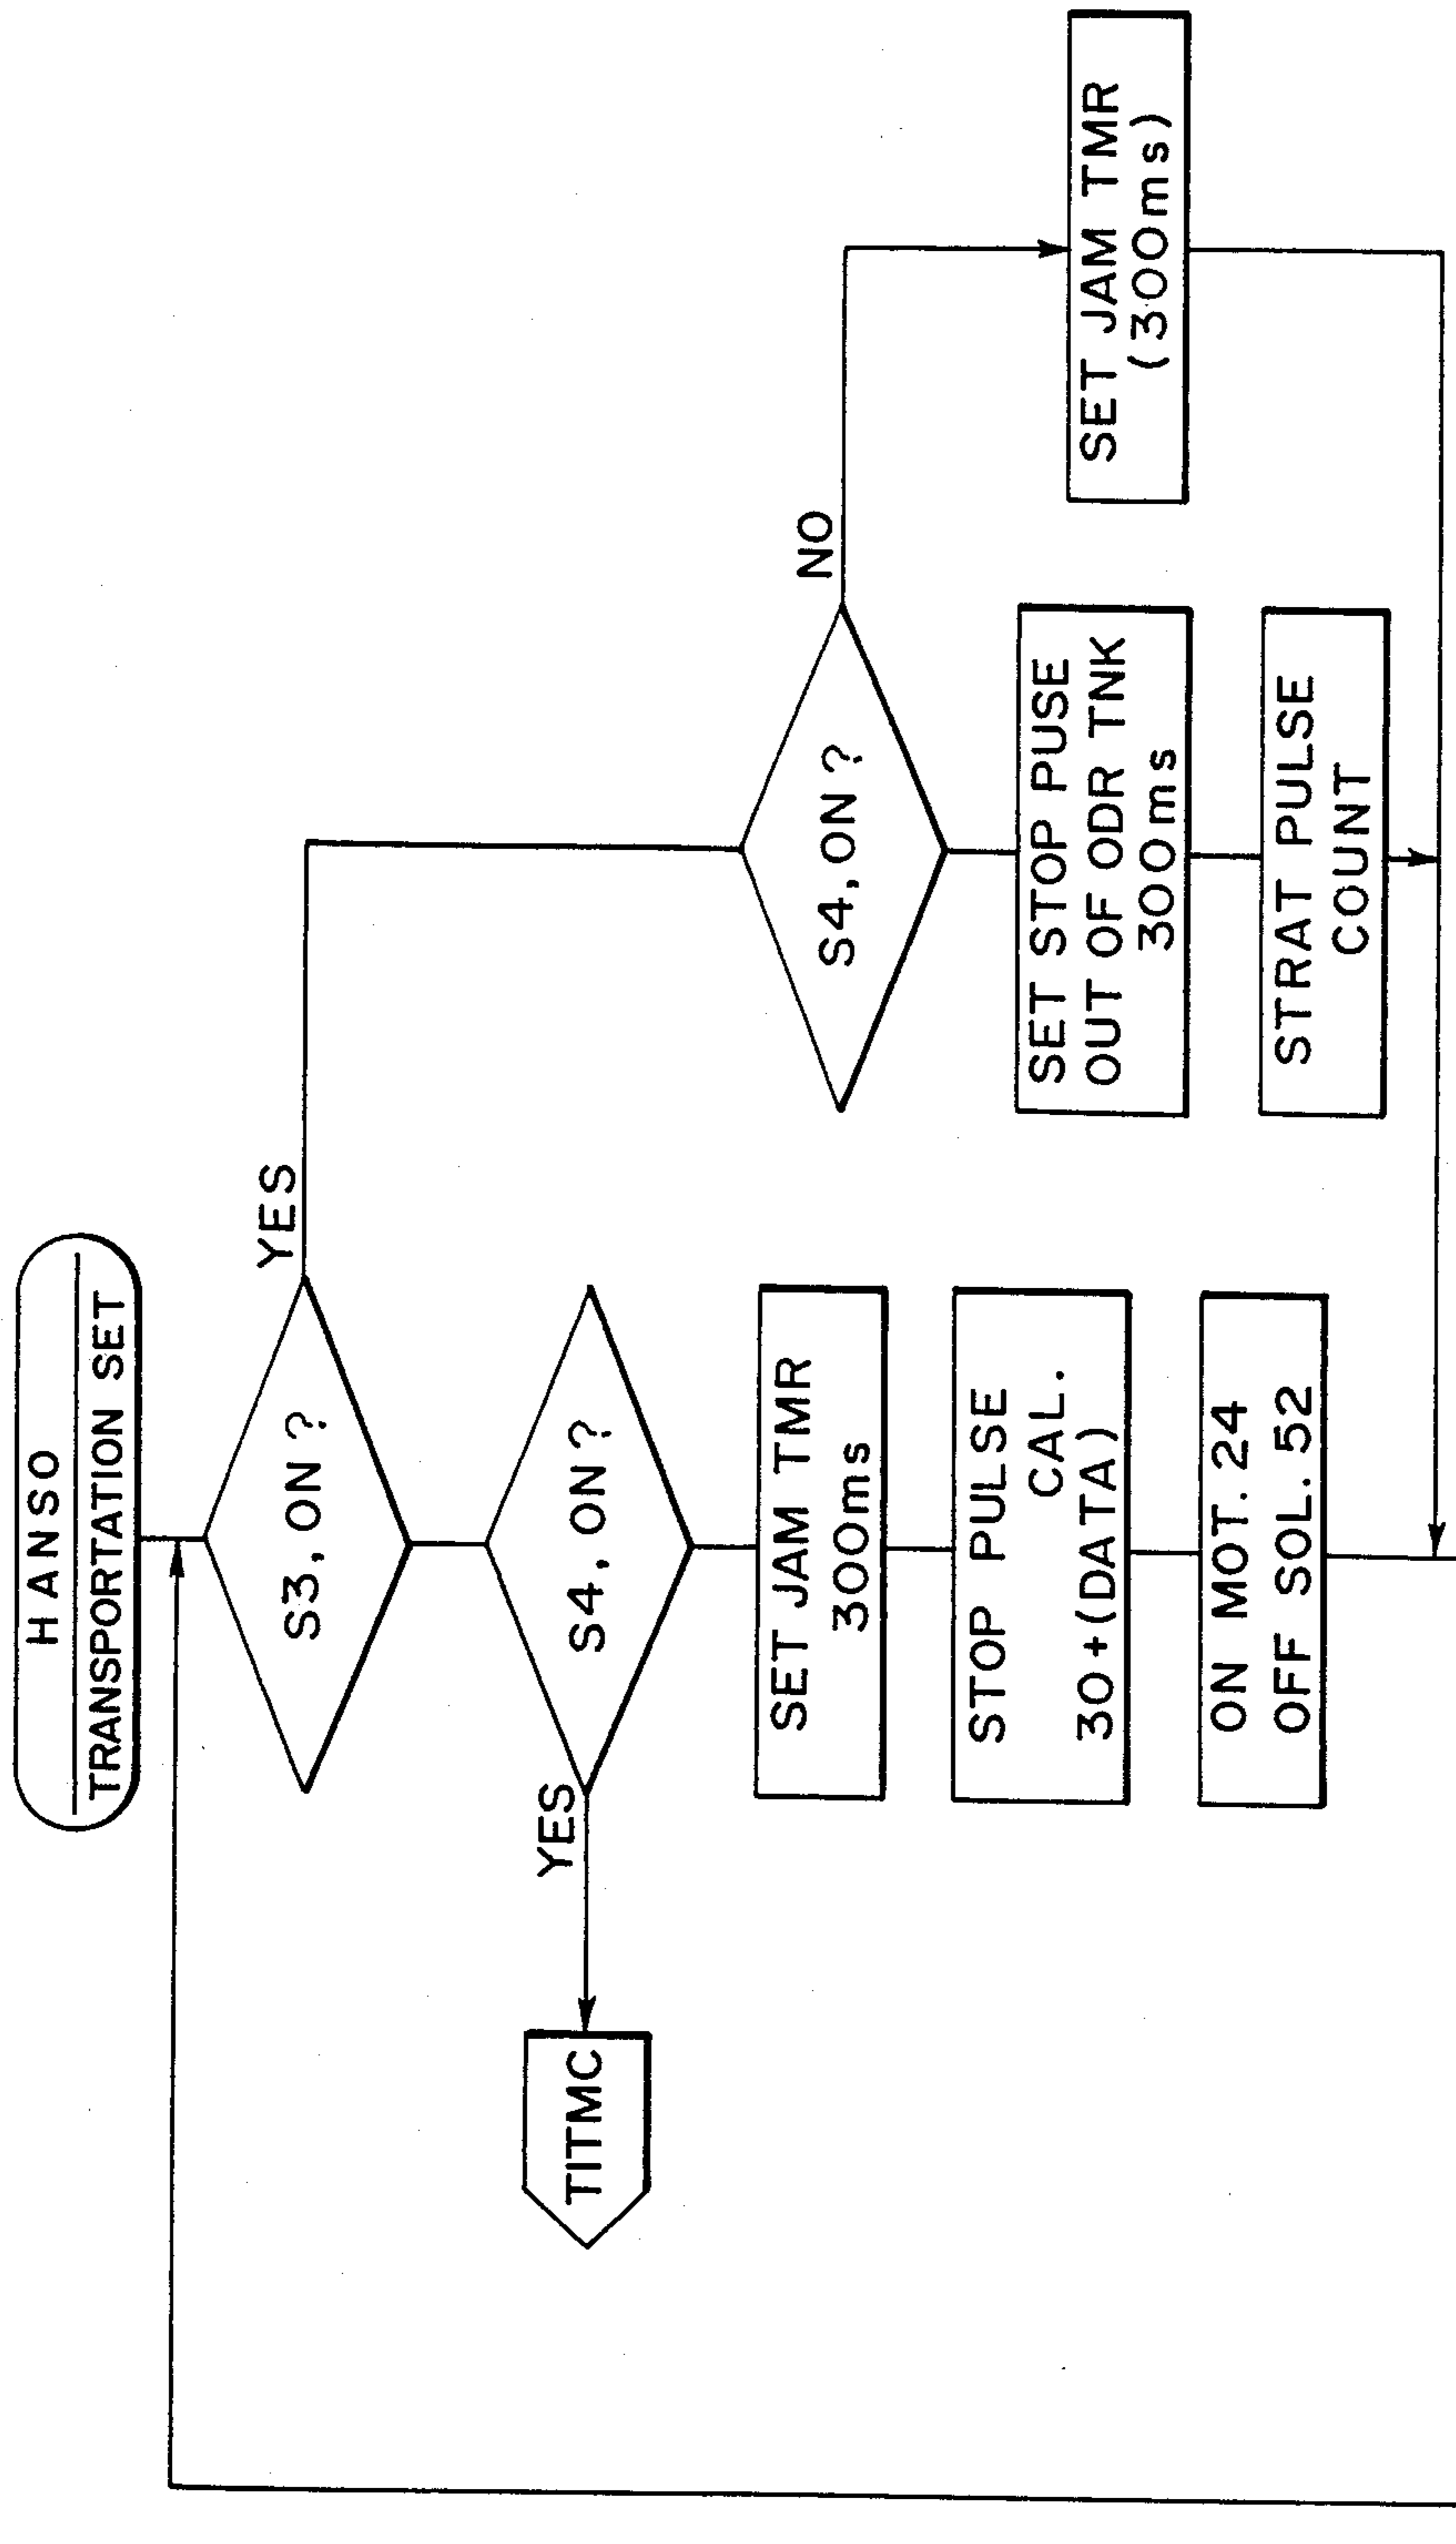 HANSO
TRANSPORTATION SET
S3, ON ?
YES
S4, ON ?
YES
TITMC
SET JAM TMR
300ms
STOP PULSE
CAL.
30+(DATA)
ON MOT. 24
OFF SOL. 52
S4, ON ?
NO
SET STOP PUSE
OUT OF ODR TNK
300ms
STRAT PULSE
COUNT
SET JAM TMR
(300ms)